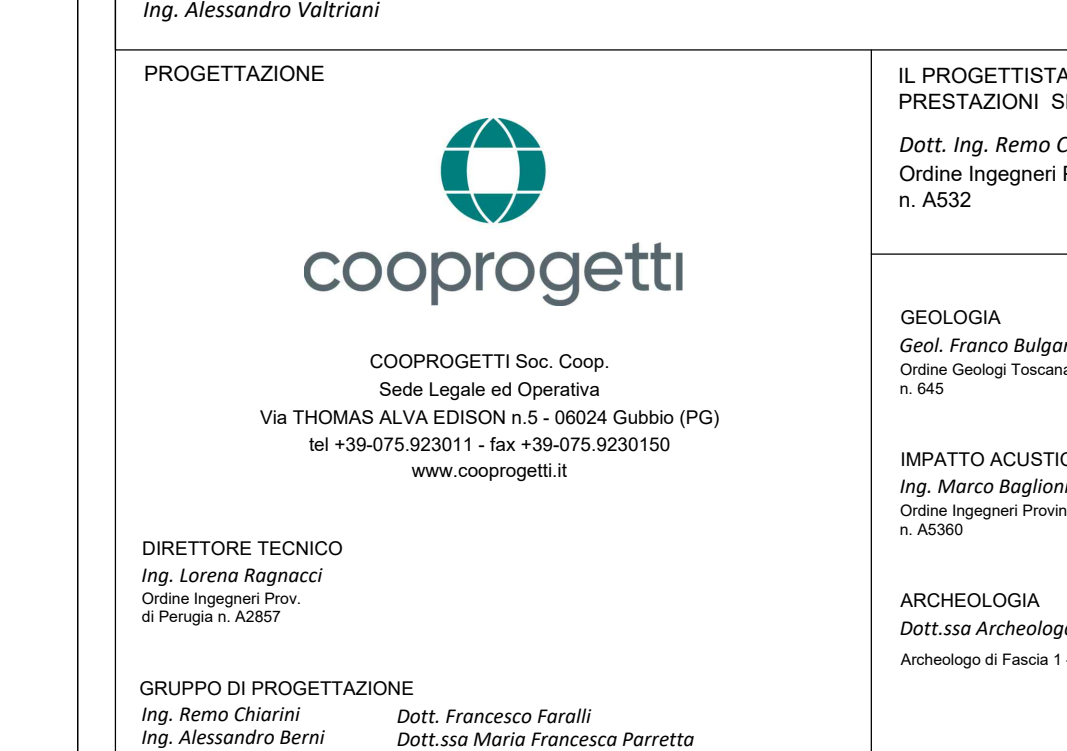 Ing. Alessandro Valtriani
PROGETTAZIONE
cooprogetti
COOPROGETTI Soc. Coop.
Sede Legale ed Operativa
Via THOMAS ALVA EDISON n.5 - 06024 Gubbio (PG)
tel +39-075.923011 - fax +39-075.9230150
www.cooprogetti.it
DIRETTORE TECNICO
Ing. Lorena Ragnacci
Ordine Ingegneri Prov.
di Perugia n. A2857
GRUPPO DI PROGETTAZIONE
Ing. Remo Chiarini
Ing. Alessandro Berni
Dott. Francesco Faralli
Dott.ssa Maria Francesca Parretta
IL PROGETTISTA
PRESTAZIONI
Dott. Ing. Remo
Ordine Ingegneri
n. A532
GEOLOGIA
Geol. Franco
Ordine Geologi Toscana
n. 645
IMPATTO
Ing. Marco Baglioni
Ordine Ingegneri
n. A5360
ARCHEOLOGIA
Dott.ssa
Archeologo di Fascia 1